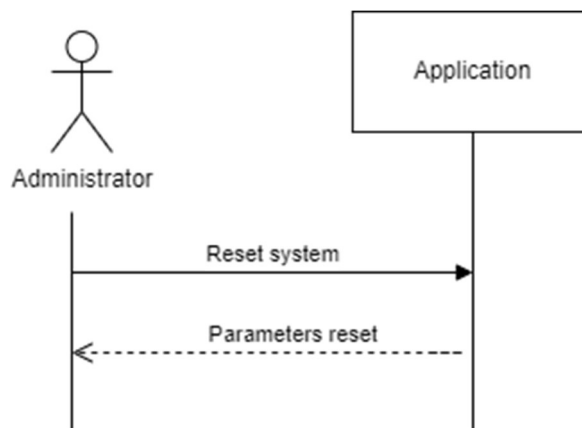 Application
Administrator
Reset system
Parameters reset